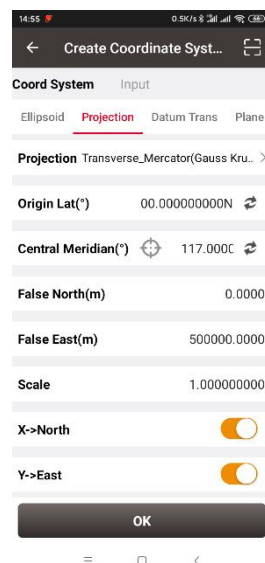 14:55 0.5K/s
Create Coordinate Syst...
Coord System Input
Ellipsoid Projection Datum Trans Plane
Projection Transverse_Mercator(Gauss Kru..
Origin Lat(°) 00.000000000N
Central Meridian(°) 117.0000
False North(m) 0.0000
False East(m) 500000.0000
Scale 1.000000000
X->North
Y->East
OK